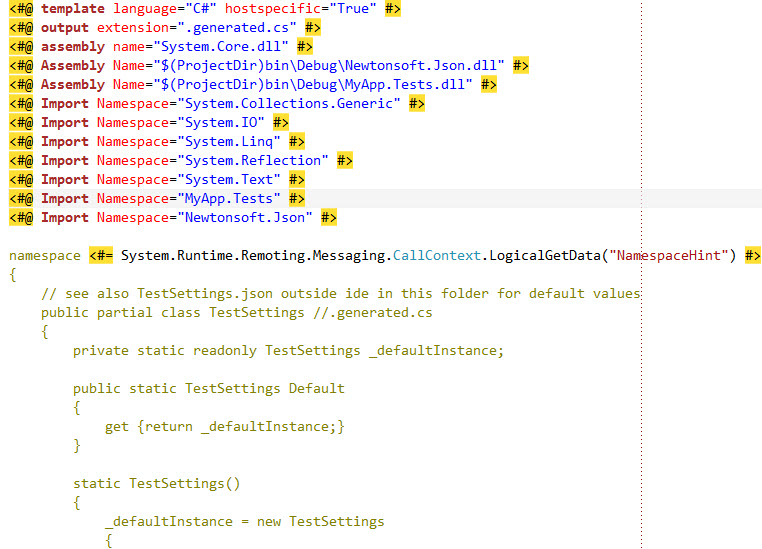 <#@ template language="C#" hostspecific="True" #>
<#@ output extension=".generated.cs" #>
<#@ assembly name="System.Core.dll" #>
<#@ Assembly Name="$(ProjectDir)bin\Debug\Newtonsoft.Json.dll" #>
<#@ Assembly Name="$(ProjectDir)bin\Debug\MyApp.Tests.dll" #>
<#@ Import Namespace="System.Collections.Generic" #>
<#@ Import Namespace="System.IO" #>
<#@ Import Namespace="System.Linq" #>
<#@ Import Namespace="System.Reflection" #>
<#@ Import Namespace="System.Text" #>
<#@ Import Namespace="MyApp.Tests" #>
<#@ Import Namespace="Newtonsoft.Json" #>

namespace <#= System.Runtime.Remoting.Messaging.CallContext.LogicalGetData("NamespaceHint") #>
{
    // see also TestSettings.json outside ide in this folder for default values
    public partial class TestSettings //.generated.cs
    {
        private static readonly TestSettings _defaultInstance;

        public static TestSettings Default
        {
            get {return _defaultInstance;}
        }

        static TestSettings()
        {
            _defaultInstance = new TestSettings
            {